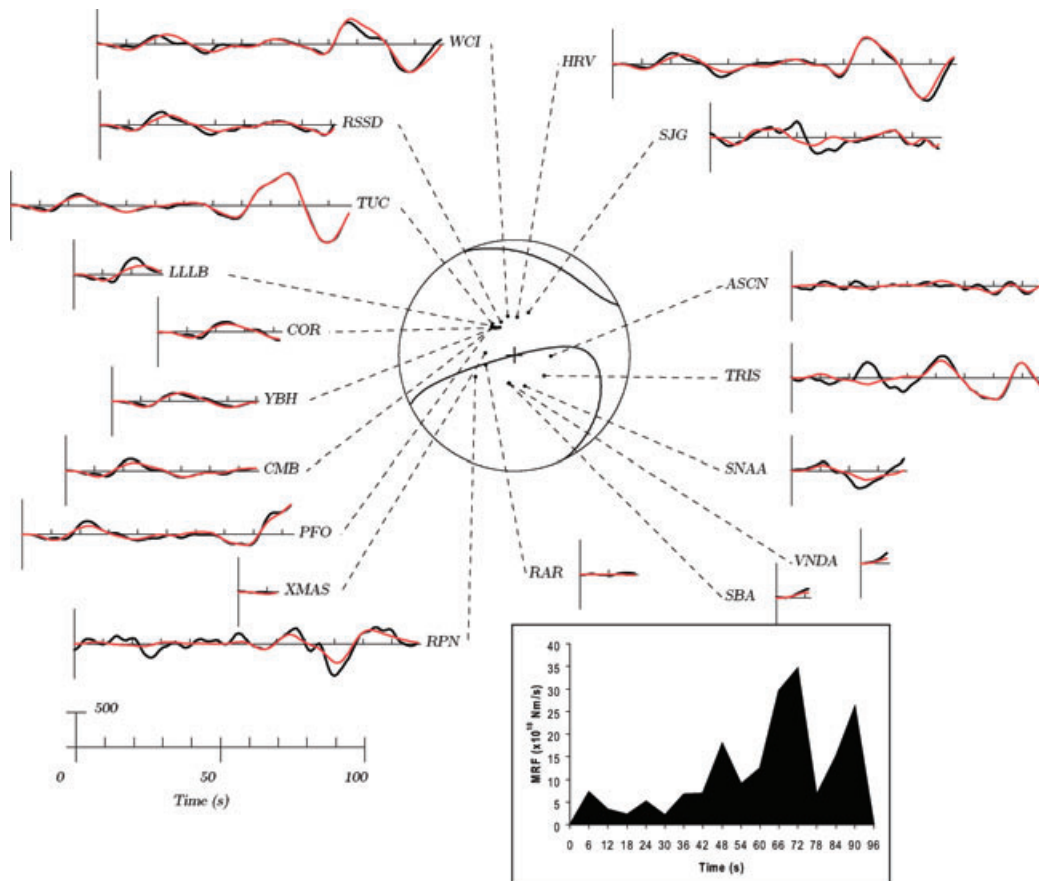 WCI
HRV
RSSD
SJG
TUC
LLLB
ASCN
COR
TRIS
YBH
CMB
SNAA
PFO
VNDA
RAR
XMAS
SBA
RPN
500
0 50 100
Time (s)
MRF (x10¹⁸ Nm/s)
40
35
30
25
20
15
10
5
0
0 6 12 18 24 30 36 42 48 54 60 66 72 78 84 90 96
Time (s)